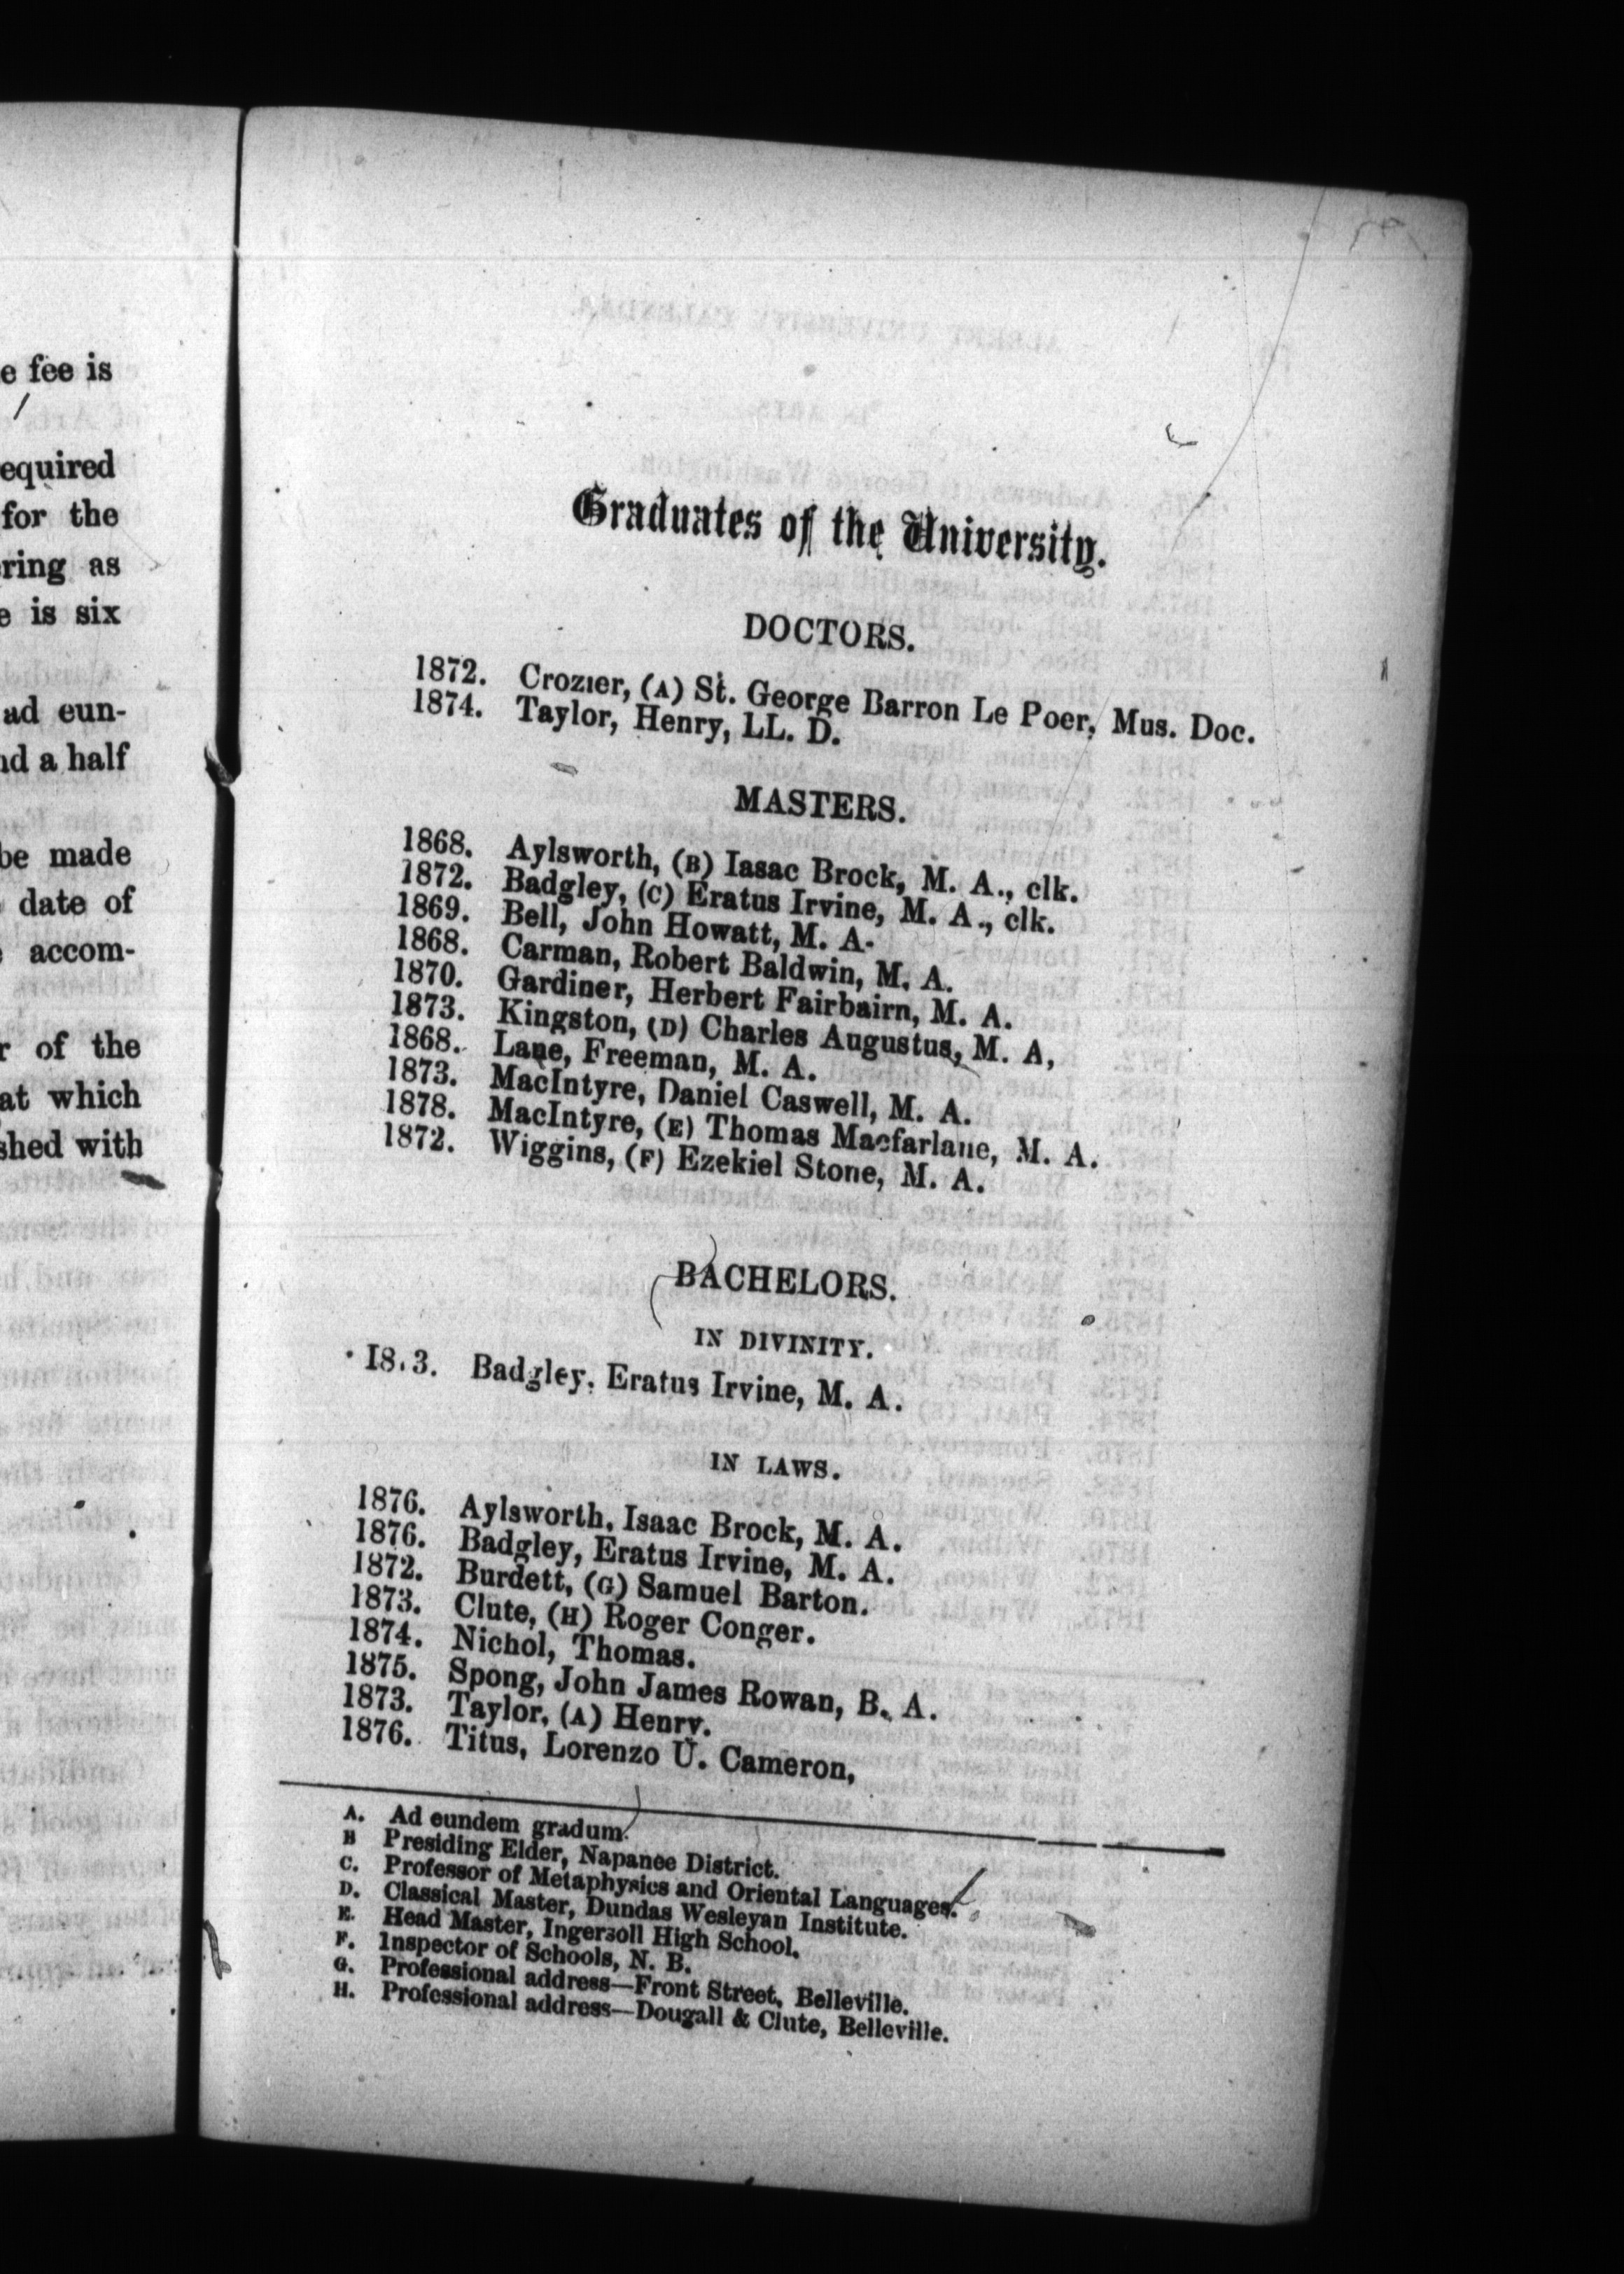 e fee is
equired
for the
ring as
e is six
ad eun-
nd a half
be made
date of
accom-
r of the
at which
shed with
Graduates of the University.
DOCTORS.
1872. Crozier, (A) St. George Barron Le Poer, Mus. Doc.
1874. Taylor, Henry, LL. D.
MASTERS.
1868. Aylsworth, (B) Iasac Brock, M. A., clk.
1872. Badgley, (C) Eratus Irvine, M. A., clk.
1869. Bell, John Howatt, M. A.
1868. Carman, Robert Baldwin, M. A.
1870. Gardiner, Herbert Fairbairn, M. A.
1873. Kingston, (D) Charles Augustus, M. A,
1868. Lane, Freeman, M. A.
1873. MacIntyre, Daniel Caswell, M. A.
1878. MacIntyre, (E) Thomas Macfarlane, M. A.
1872. Wiggins, (F) Ezekiel Stone, M. A.
BACHELORS.
IN DIVINITY.
18.3. Badgley, Eratus Irvine, M. A.
IN LAWS.
1876. Aylsworth, Isaac Brock, M. A.
1876. Badgley, Eratus Irvine, M. A.
1872. Burdett, (G) Samuel Barton.
1873. Clute, (H) Roger Conger.
1874. Nichol, Thomas.
1875. Spong, John James Rowan, B. A.
1873. Taylor, (A) Henry.
1876. Titus, Lorenzo U. Cameron,
A. Ad eundem gradum.
B Presiding Elder, Napanee District.
C. Professor of Metaphysics and Oriental Languages.
D. Classical Master, Dundas Wesleyan Institute.
E. Head Master, Ingersoll High School.
F. Inspector of Schools, N. B.
G. Professional address—Front Street, Belleville.
H. Professional address—Dougall & Clute, Belleville.